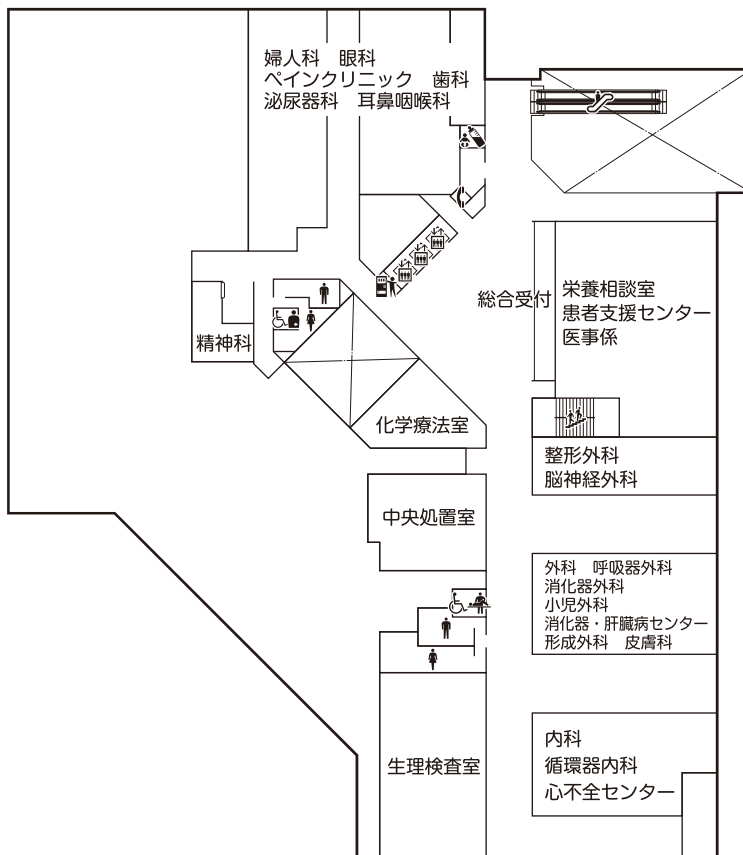 婦人科　眼科
ペインクリニック　歯科
泌尿器科　耳鼻咽喉科
総合受付
栄養相談室
患者支援センター
医事係
精神科
化学療法室
整形外科
脳神経外科
中央処置室
外科　呼吸器外科
消化器外科
小児外科
消化器・肝臓病センター
形成外科　皮膚科
内科
循環器内科
心不全センター
生理検査室